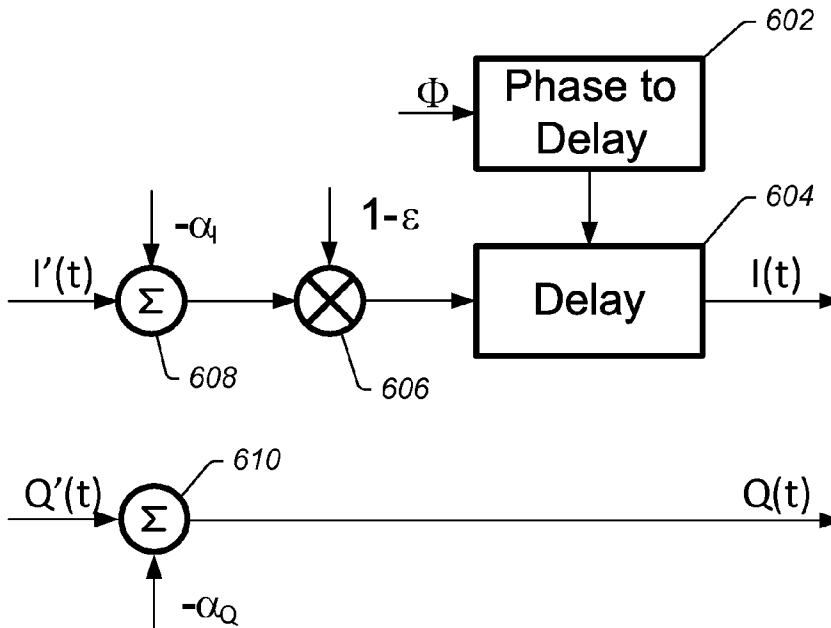 602
Φ
Phase to
Delay
604
-αI
1-ε
I'(t)
Σ
Delay
I(t)
608
606
610
Q'(t)
Σ
Q(t)
-αQ